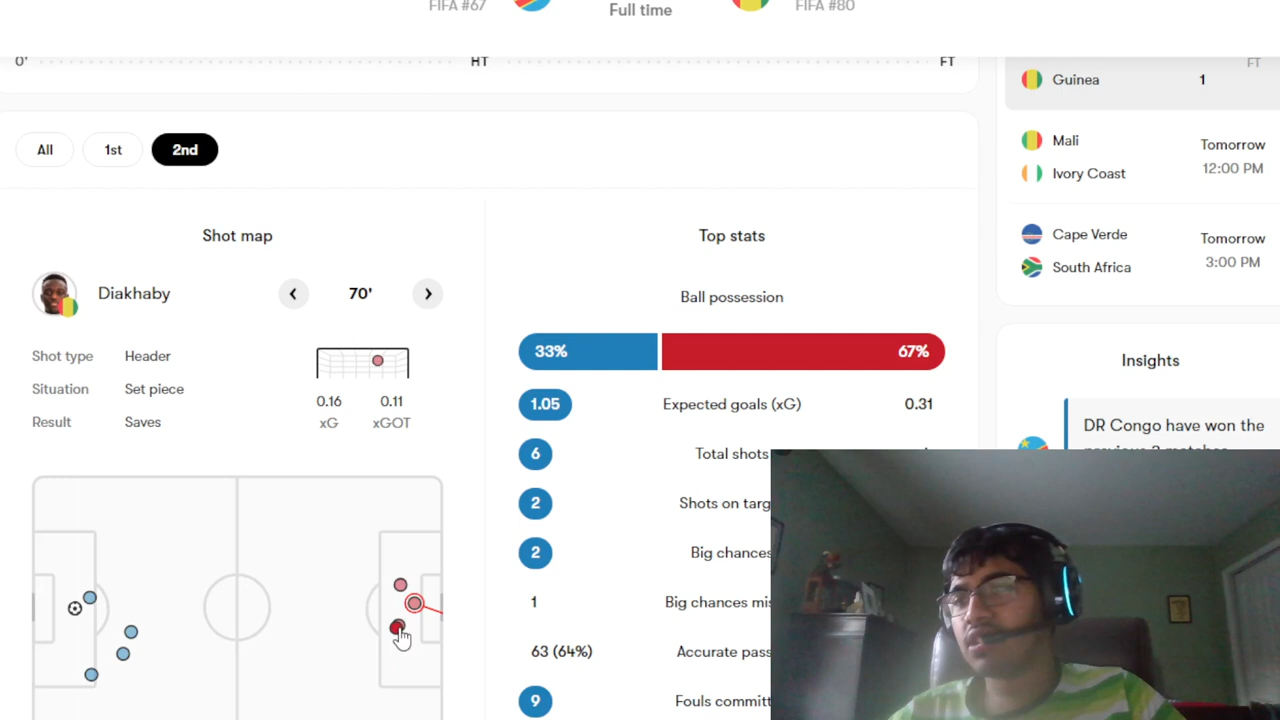 FIFA #67
Full time
FIFA #80
0'
HT
FT
FT
Guinea
1
Mali
Ivory Coast
Tomorrow
12:00 PM
Cape Verde
South Africa
Tomorrow
3:00 PM
All
1st
2nd
Shot map
Diakhaby
70'
Shot type
Header
Situation
Set piece
Result
Saves
0.16
xG
0.11
xGOT
Top stats
Ball possession
33%
67%
1.05
Expected goals (xG)
0.31
6
Total shots
2
Shots on targ
2
Big chances
1
Big chances mis
63 (64%)
Accurate pass
9
Fouls committ
Insights
DR Congo have won the
previous 3 matches